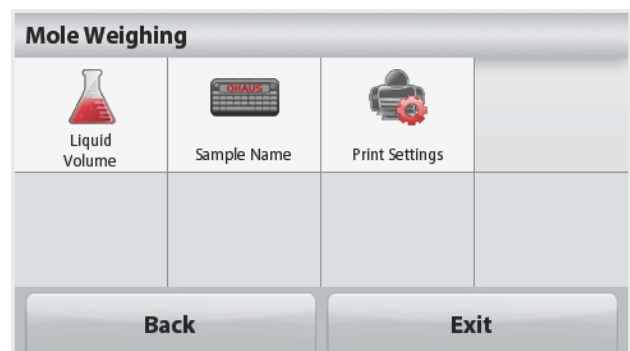 Mole Weighing
OHAUS
Liquid
Volume
Sample Name
Print Settings
Back
Exit